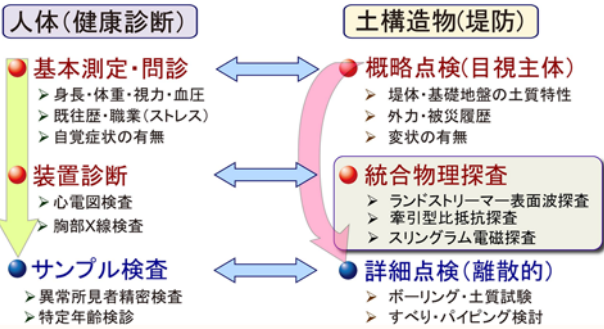 人体（健康診断）
土構造物（堤防）
基本測定・問診
身長・体重・視力・血圧
既往歴・職業（ストレス）
自覚症状の有無
概略点検（目視主体）
堤体・基礎地盤の土質特性
外力・被災履歴
変状の有無
装置診断
心電図検査
胸部X線検査
統合物理探査
ランドストリーマー表面波探査
牽引型比抵抗探査
スリングラム電磁探査
サンプル検査
異常所見者精密検査
特定年齢検診
詳細点検（離散的）
ボーリング・土質試験
すべり・パイピング検討